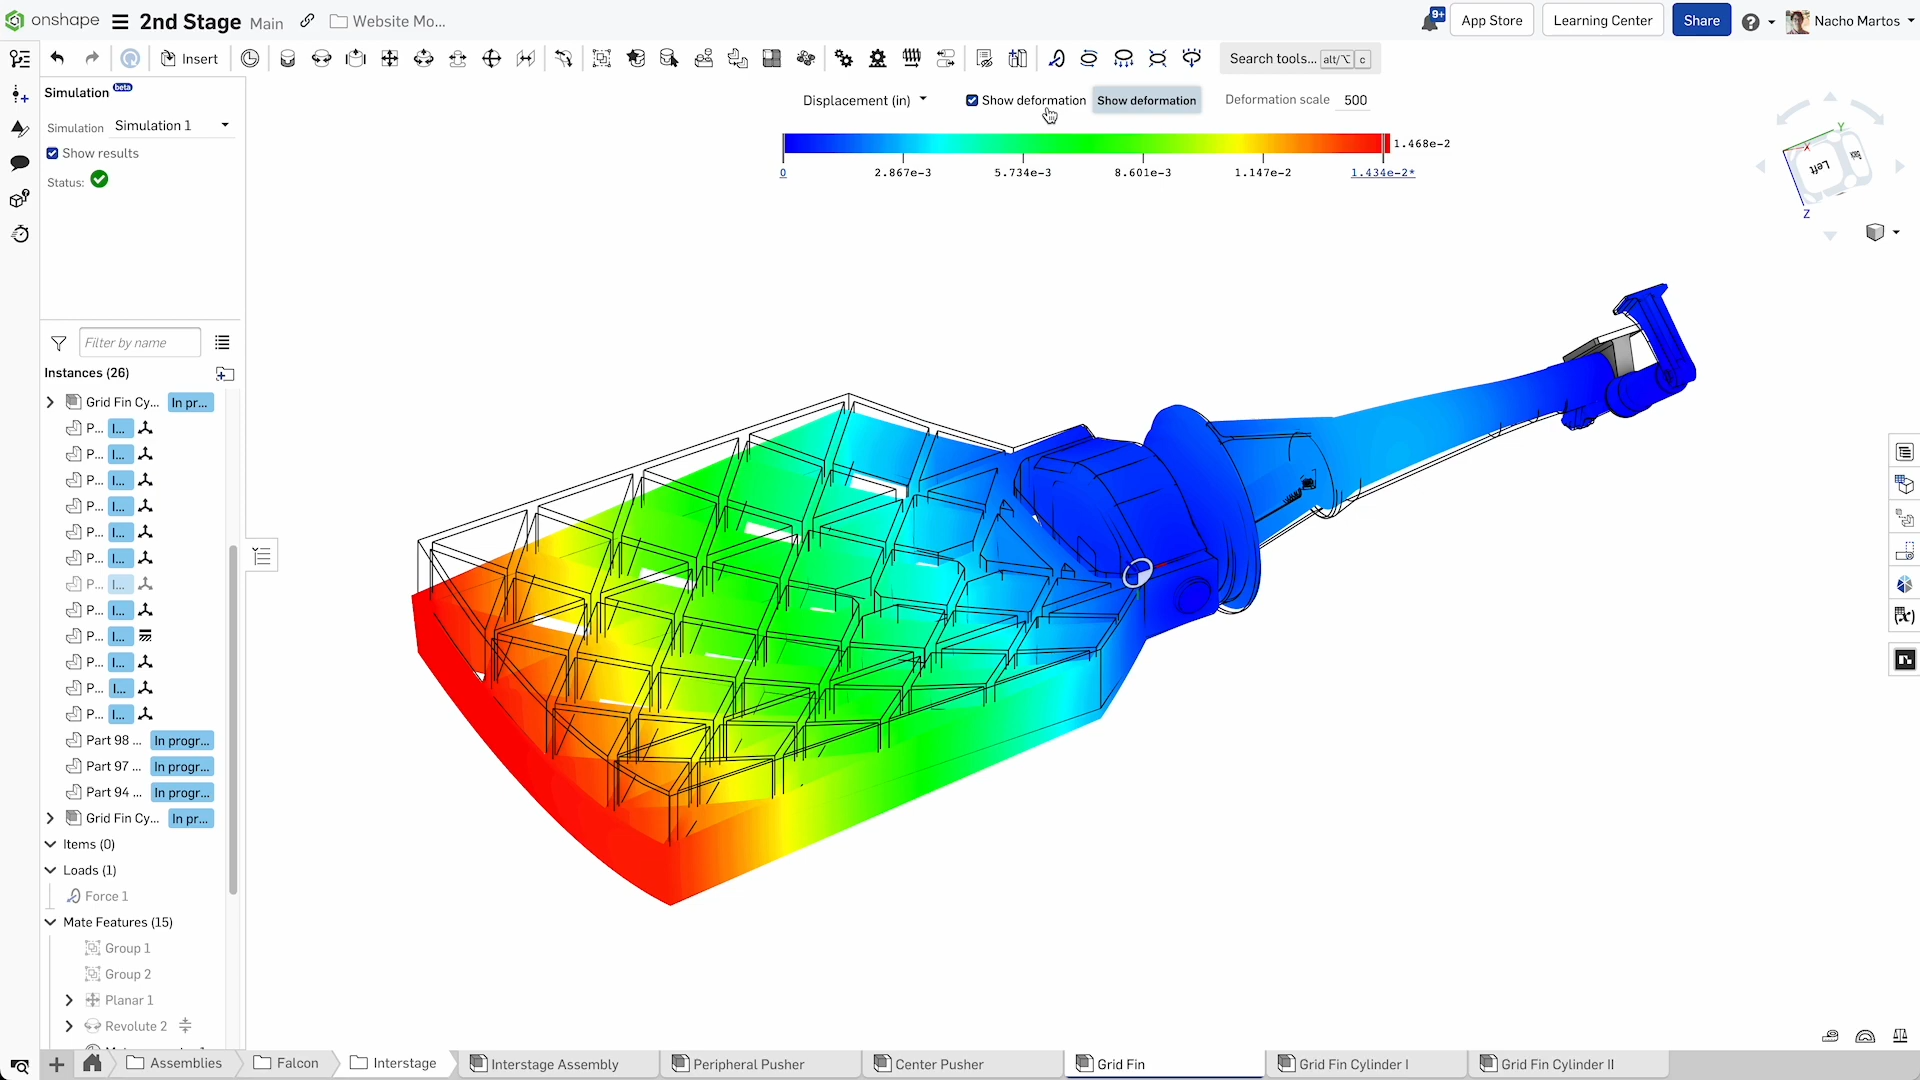 onshape 2nd Stage Main Website Mo... 9+ App Store Learning Center Share Nacho Martos
Insert Search tools... alt/⌥ c
Simulation beta
Simulation Simulation 1
Show results
Status:
Displacement (in) Show deformation Show deformation Deformation scale 500
1.468e-2
0 2.867e-3 5.734e-3 8.601e-3 1.147e-2 1.434e-2*
Y
X
Left
Z
Filter by name
Instances (26)
Grid Fin Cy... In pr...
P... I...
P... I...
P... I...
P... I...
P... I...
P... I...
P... I...
P... I...
P... I...
P... I...
P... I...
P... I...
Part 98 ... In progr...
Part 97 ... In progr...
Part 94 ... In progr...
Grid Fin Cy... In pr...
Items (0)
Loads (1)
Force 1
Mate Features (15)
Group 1
Group 2
Planar 1
Revolute 2
(x)
Assemblies Falcon Interstage Interstage Assembly Peripheral Pusher Center Pusher Grid Fin Grid Fin Cylinder I Grid Fin Cylinder II